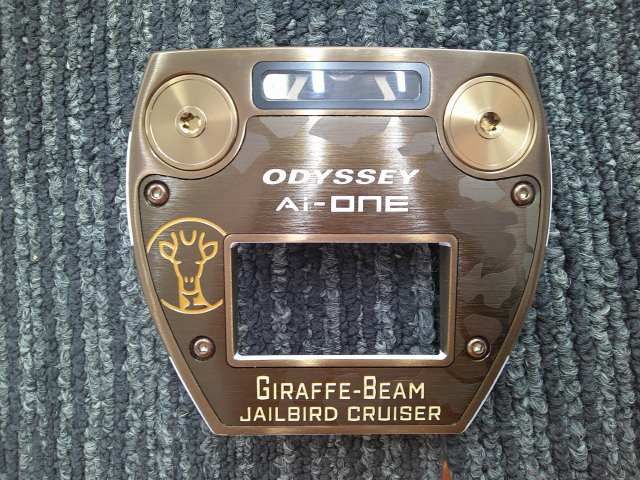 ODYSSEY
Ai-ONE
GIRAFFE-BEAM
JAILBIRD CRUISER